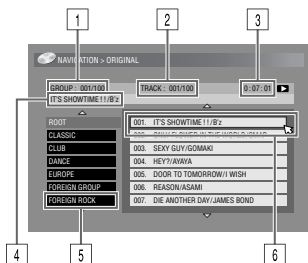 1
2
3
NAVIGATION > ORIGINAL
GROUP : 001/100
TRACK : 001/100
0:07:01
IT'S SHOWTIME ! ! /B'z
ROOT
CLASSIC
CLUB
DANCE
EUROPE
FOREIGN GROUP
FOREIGN ROCK
001. IT'S SHOWTIME ! ! /B'z
003. SEXY GUY/GOMAKI
004. HEY?/AYAYA
005. DOOR TO TOMORROW/I WISH
006. REASON/ASAMI
007. DIE ANOTHER DAY/JAMES BOND
4
5
6